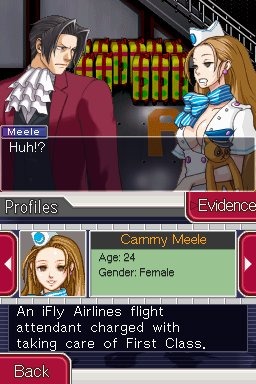 Meele
Huh!?
Profiles
Evidence
Cammy Meele
Age: 24
Gender: Female
An iFly Airlines flight
attendant charged with
taking care of First Class.
Back